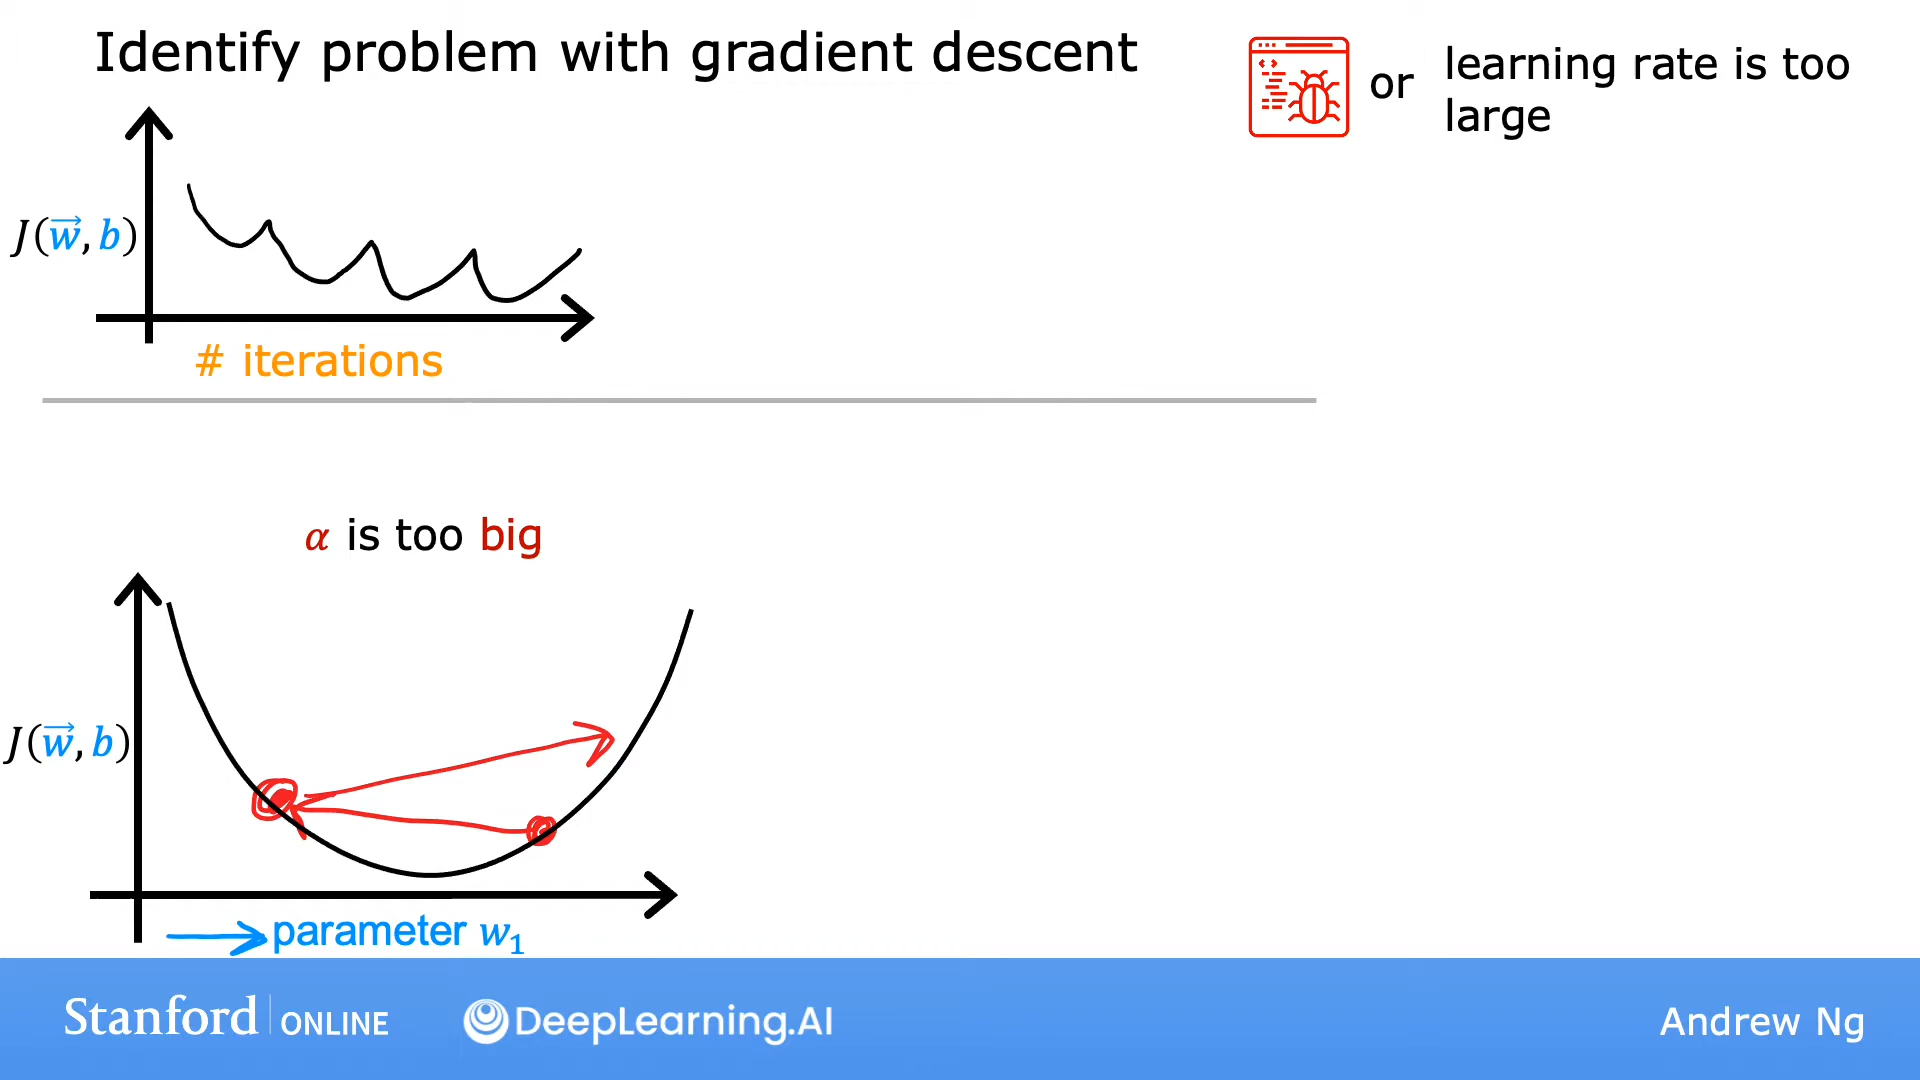 Identify problem with gradient descent
or
learning rate is too
large
J(w⃗, b)
# iterations
α is too big
J(w⃗, b)
parameter w₁
Stanford | ONLINE
DeepLearning.AI
Andrew Ng